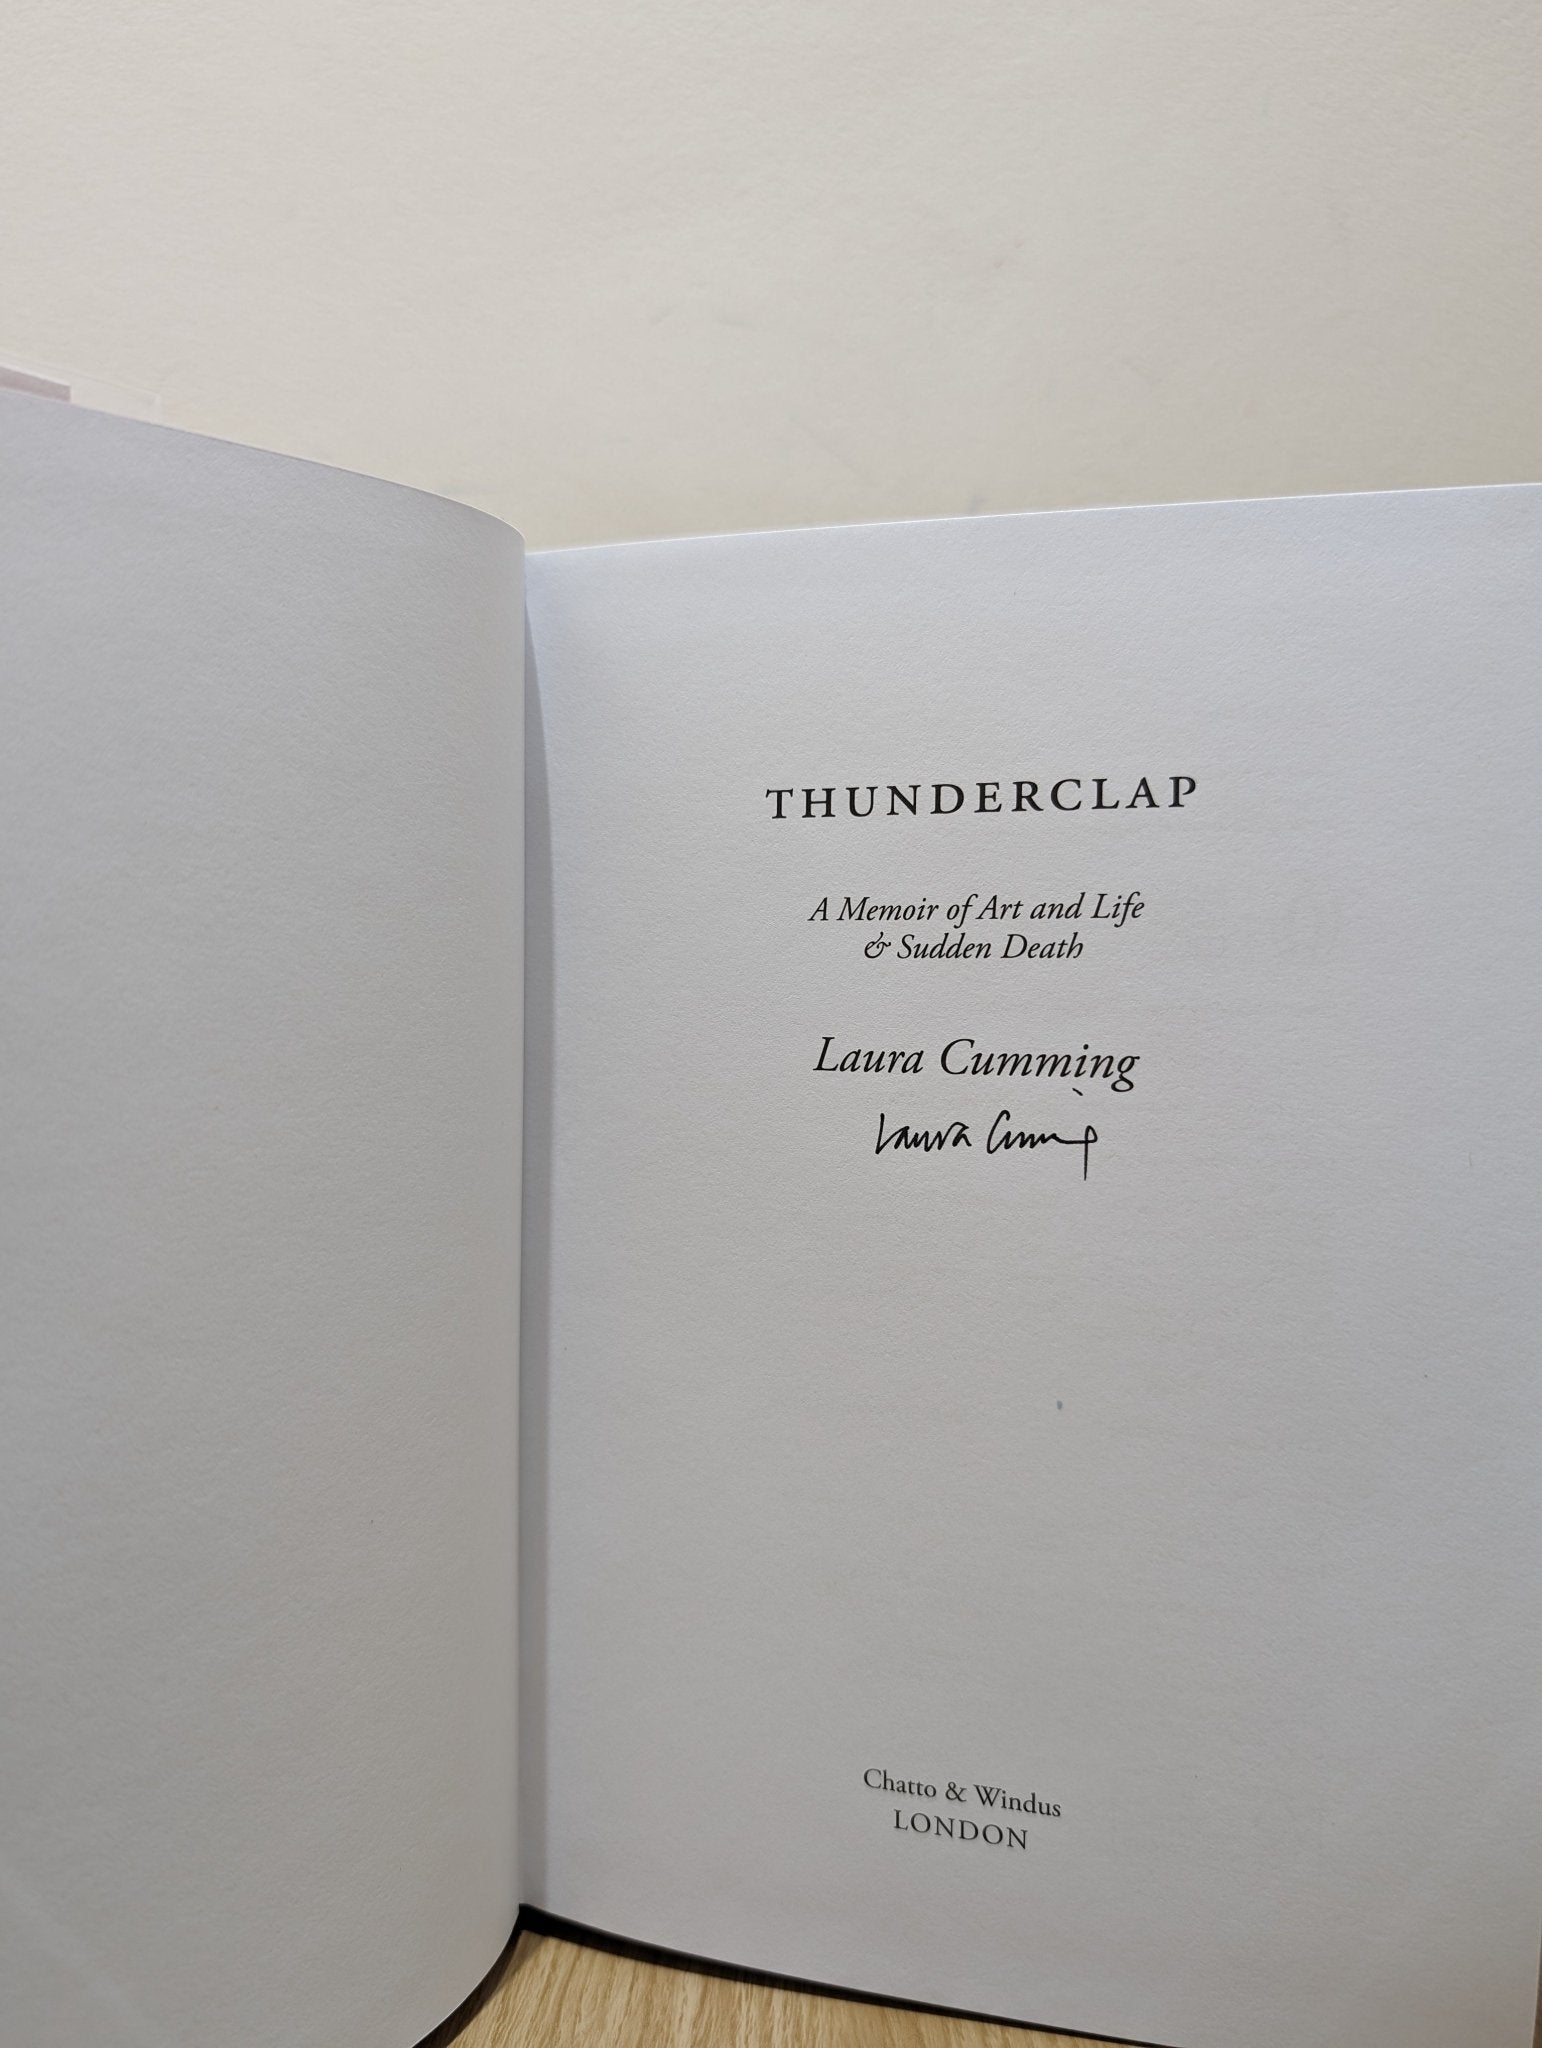 THUNDERCLAP
A Memoir of Art and Life
& Sudden Death
Laura Cumming
Laura Cumming
Chatto & Windus
LONDON